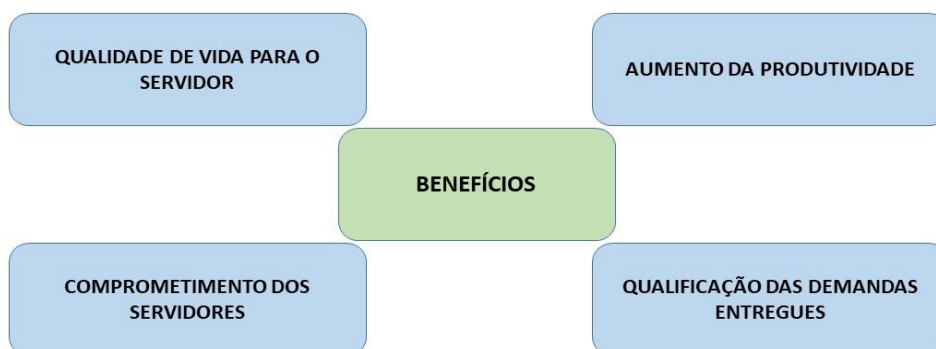 QUALIDADE DE VIDA PARA O
SERVIDOR
AUMENTO DA PRODUTIVIDADE
BENEFÍCIOS
COMPROMETIMENTO DOS
SERVIDORES
QUALIFICAÇÃO DAS DEMANDAS
ENTREGUES